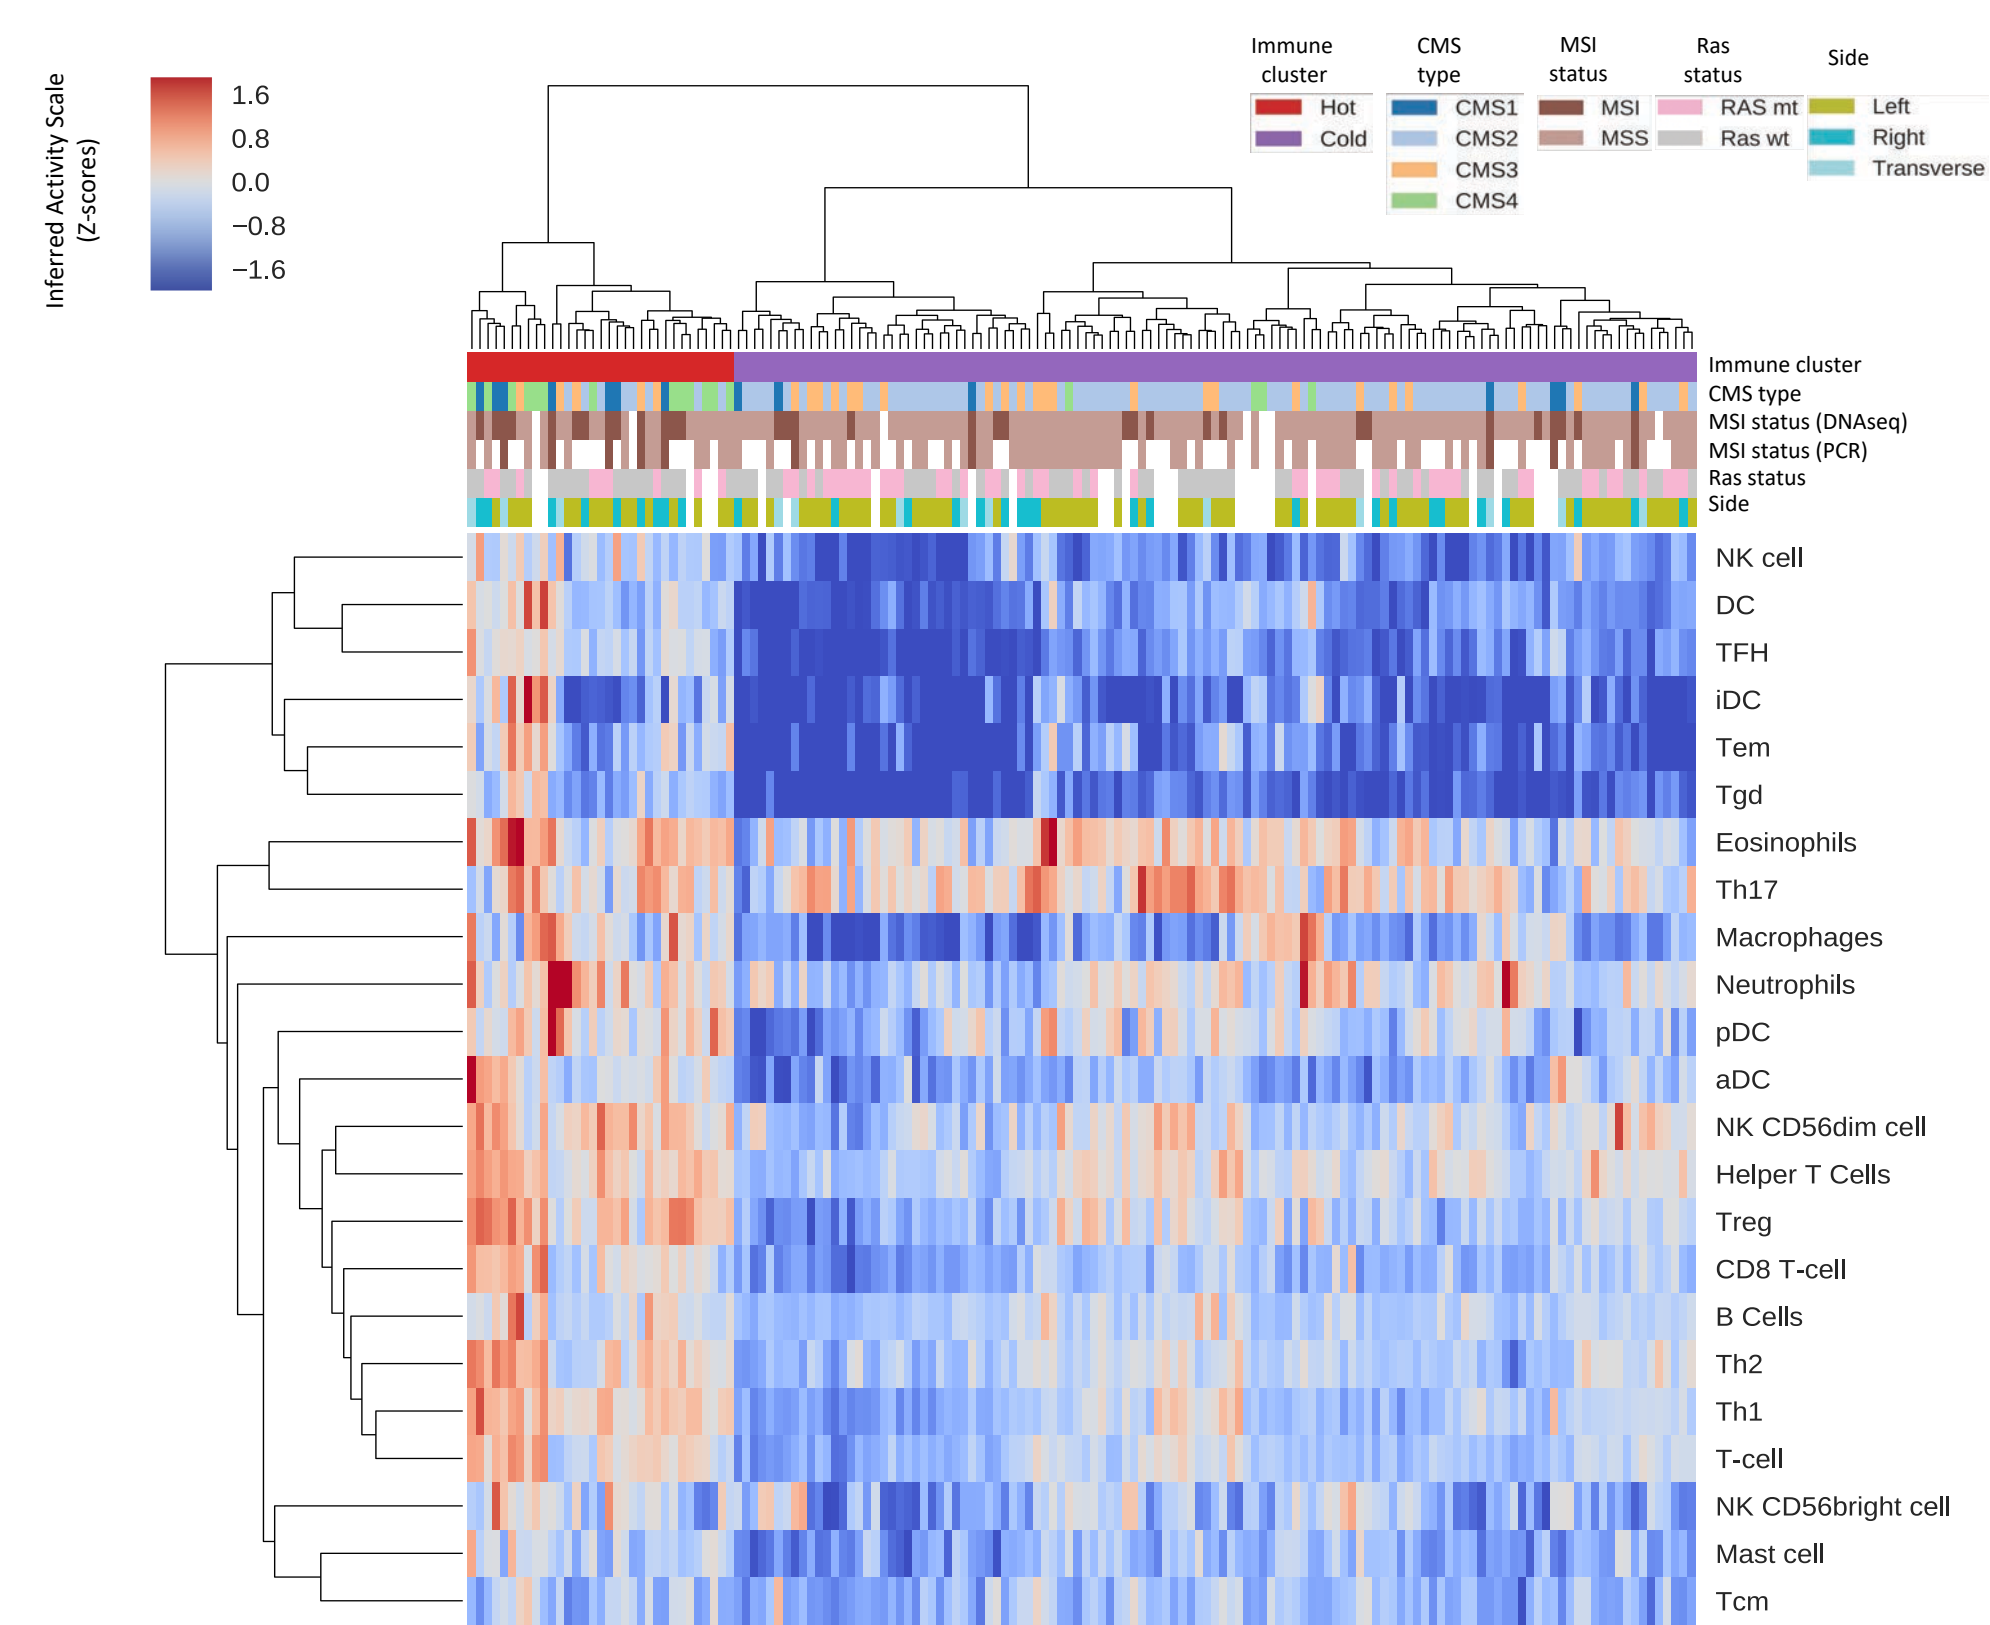 Inferred Activity Scale
(Z-scores)
1.6
0.8
0.0
−0.8
−1.6
Immune
cluster
Hot
Cold
CMS
type
CMS1
CMS2
CMS3
CMS4
MSI
status
MSI
MSS
Ras
status
RAS mt
Ras wt
Side
Left
Right
Transverse
Immune cluster
CMS type
MSI status (DNAseq)
MSI status (PCR)
Ras status
Side
NK cell
DC
TFH
iDC
Tem
Tgd
Eosinophils
Th17
Macrophages
Neutrophils
pDC
aDC
NK CD56dim cell
Helper T Cells
Treg
CD8 T-cell
B Cells
Th2
Th1
T-cell
NK CD56bright cell
Mast cell
Tcm